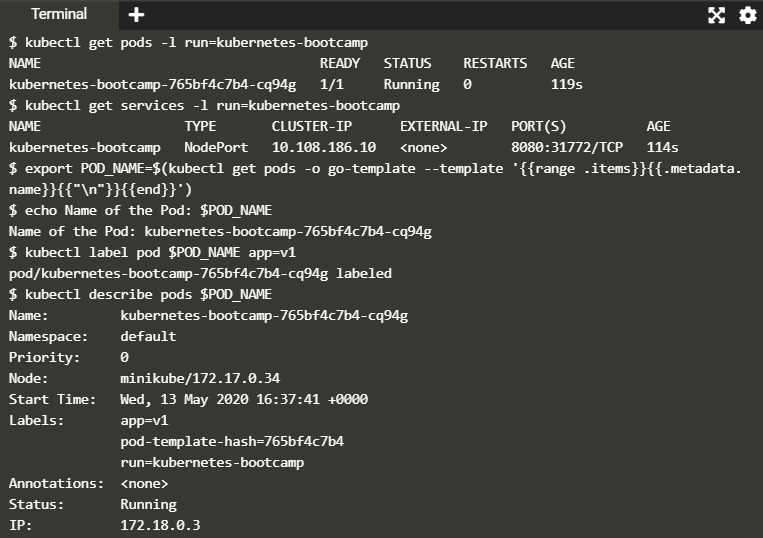 Terminal
$ kubectl get pods -l run=kubernetes-bootcamp
NAME                                   READY   STATUS    RESTARTS   AGE
kubernetes-bootcamp-765bf4c7b4-cq94g   1/1     Running   0          119s
$ kubectl get services -l run=kubernetes-bootcamp
NAME                  TYPE       CLUSTER-IP      EXTERNAL-IP   PORT(S)          AGE
kubernetes-bootcamp   NodePort   10.108.186.10   <none>        8080:31772/TCP   114s
$ export POD_NAME=$(kubectl get pods -o go-template --template '{{range .items}}{{.metadata.
name}}{{"\n"}}{{end}}')
$ echo Name of the Pod: $POD_NAME
Name of the Pod: kubernetes-bootcamp-765bf4c7b4-cq94g
$ kubectl label pod $POD_NAME app=v1
pod/kubernetes-bootcamp-765bf4c7b4-cq94g labeled
$ kubectl describe pods $POD_NAME
Name:         kubernetes-bootcamp-765bf4c7b4-cq94g
Namespace:    default
Priority:     0
Node:         minikube/172.17.0.34
Start Time:   Wed, 13 May 2020 16:37:41 +0000
Labels:       app=v1
              pod-template-hash=765bf4c7b4
              run=kubernetes-bootcamp
Annotations:  <none>
Status:       Running
IP:           172.18.0.3